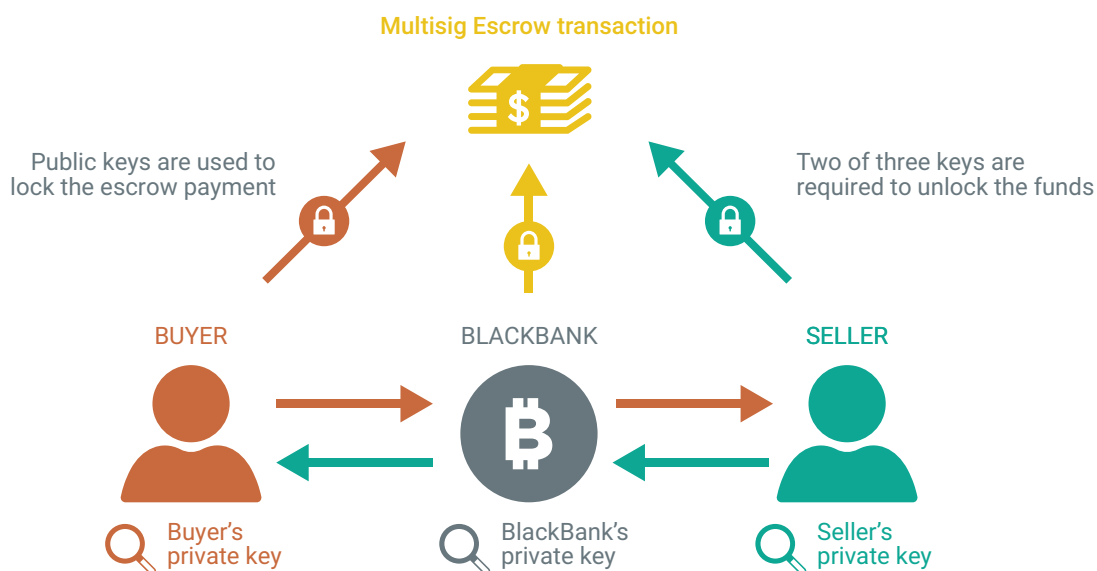 Multisig Escrow transaction
$
Public keys are used to
lock the escrow payment
Two of three keys are
required to unlock the funds
BUYER
BLACKBANK
SELLER
₿
Buyer's
private key
BlackBank's
private key
Seller's
private key